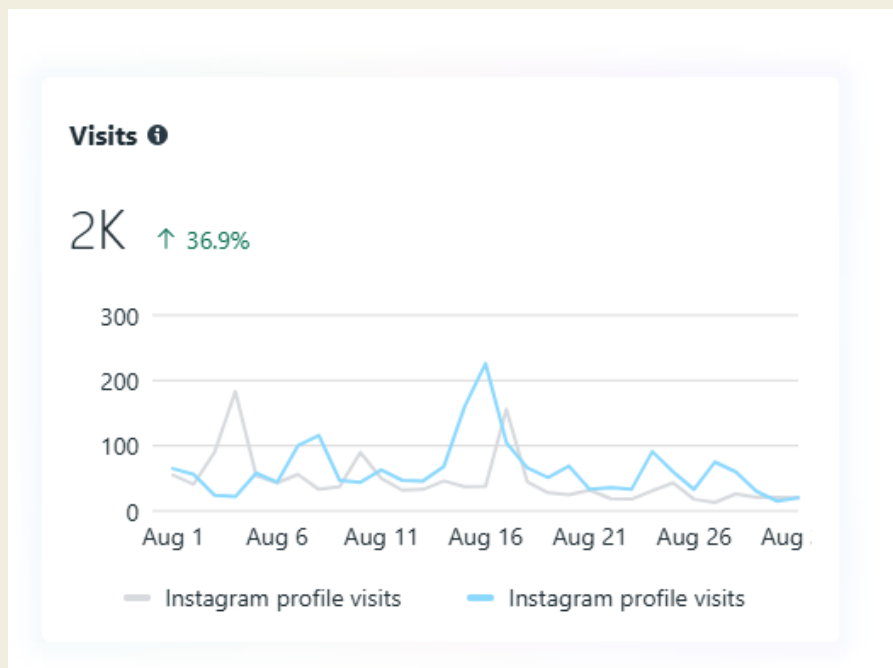 Visits
2K ↑ 36.9%
300
200
100
0
Aug 1 Aug 6 Aug 11 Aug 16 Aug 21 Aug 26 Aug
Instagram profile visits Instagram profile visits